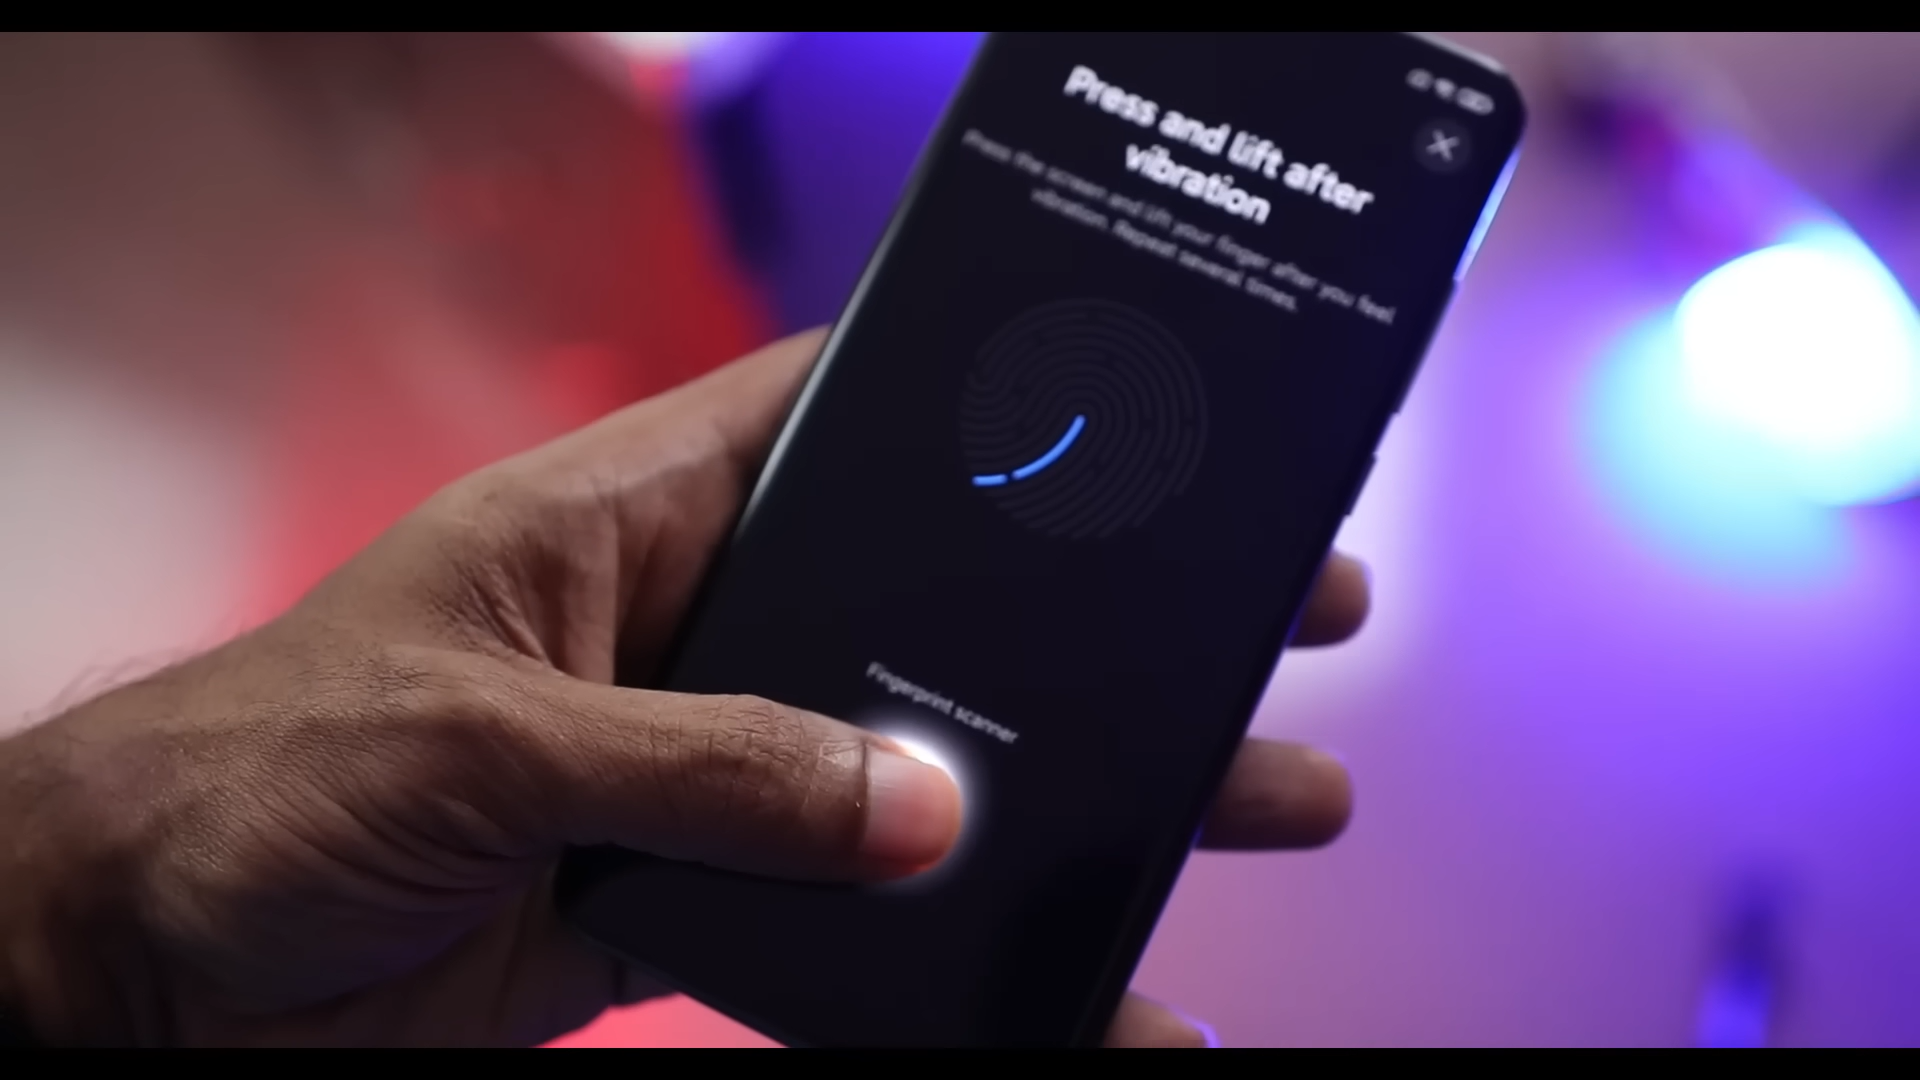 Press and lift after
vibration
Press the screen and lift your finger after you feel
vibration. Repeat several times.
Fingerprint scanner